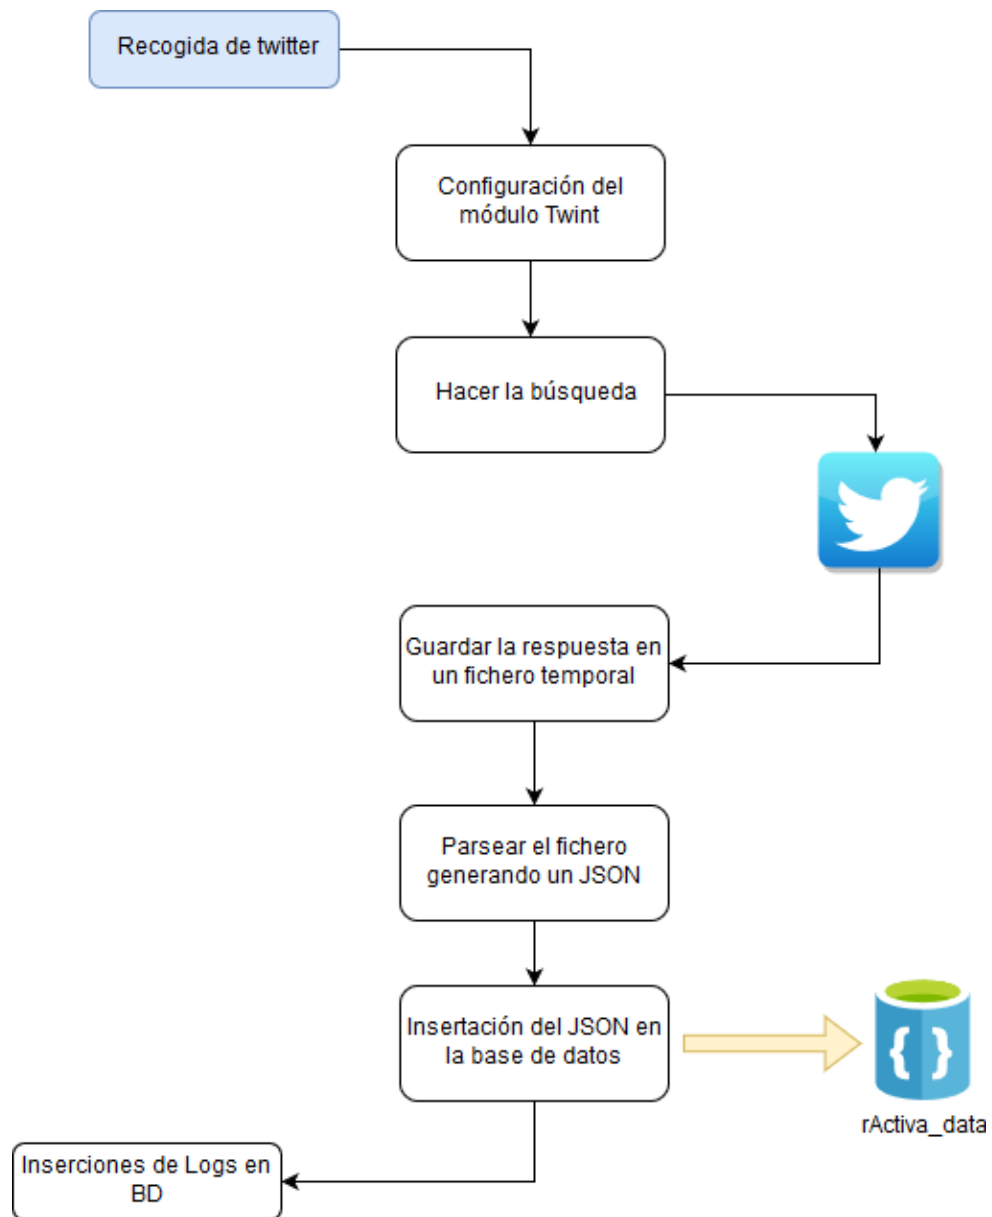 Recogida de twitter
Configuración del
módulo Twint
Hacer la búsqueda
Guardar la respuesta en
un fichero temporal
Parsear el fichero
generando un JSON
Insertación del JSON en
la base de datos
{ }
rActiva_data
Inserciones de Logs en
BD